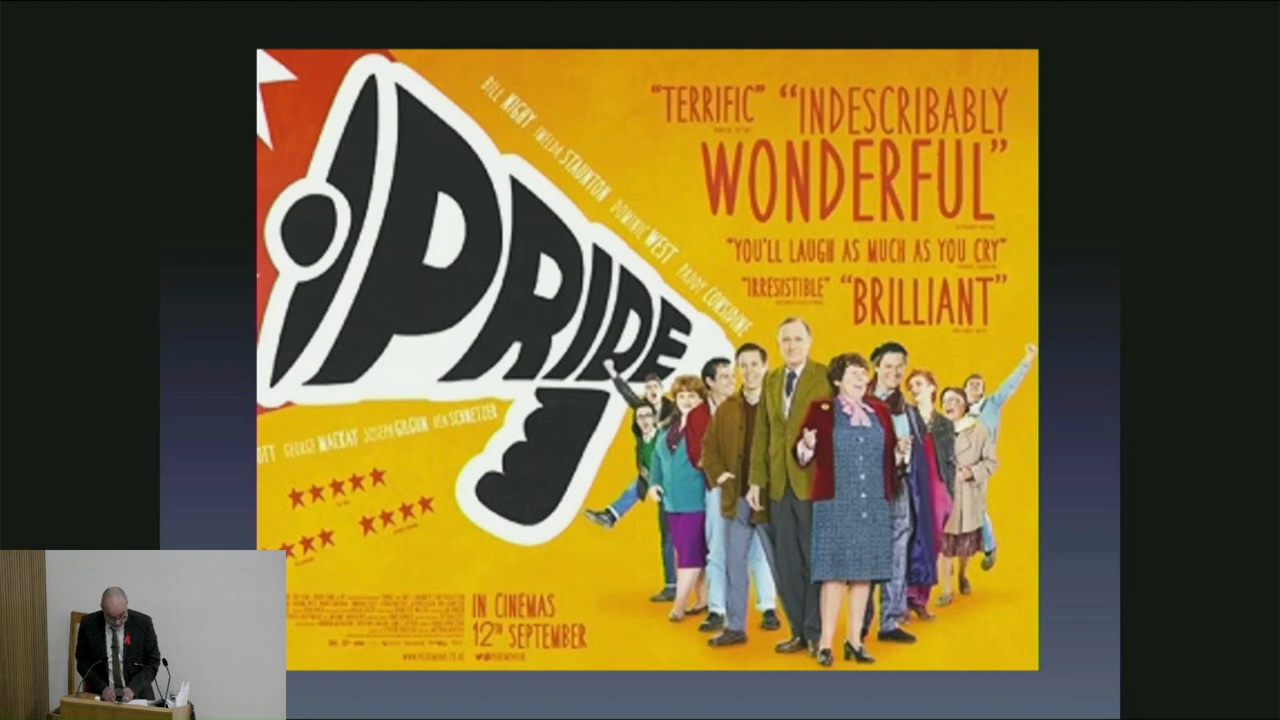 PRIDE
BILL NIGHY IMELDA STAUNTON DOMINIC WEST PADDY CONSIDINE
"TERRIFIC" "INDESCRIBABLY
WONDERFUL"
"YOU'LL LAUGH AS MUCH AS YOU CRY"
"IRRESISTIBLE" "BRILLIANT"
OTT GEORGE MACKAY JOSEPH GILGUN BEN SCHNETZER
IN CINEMAS
12TH SEPTEMBER